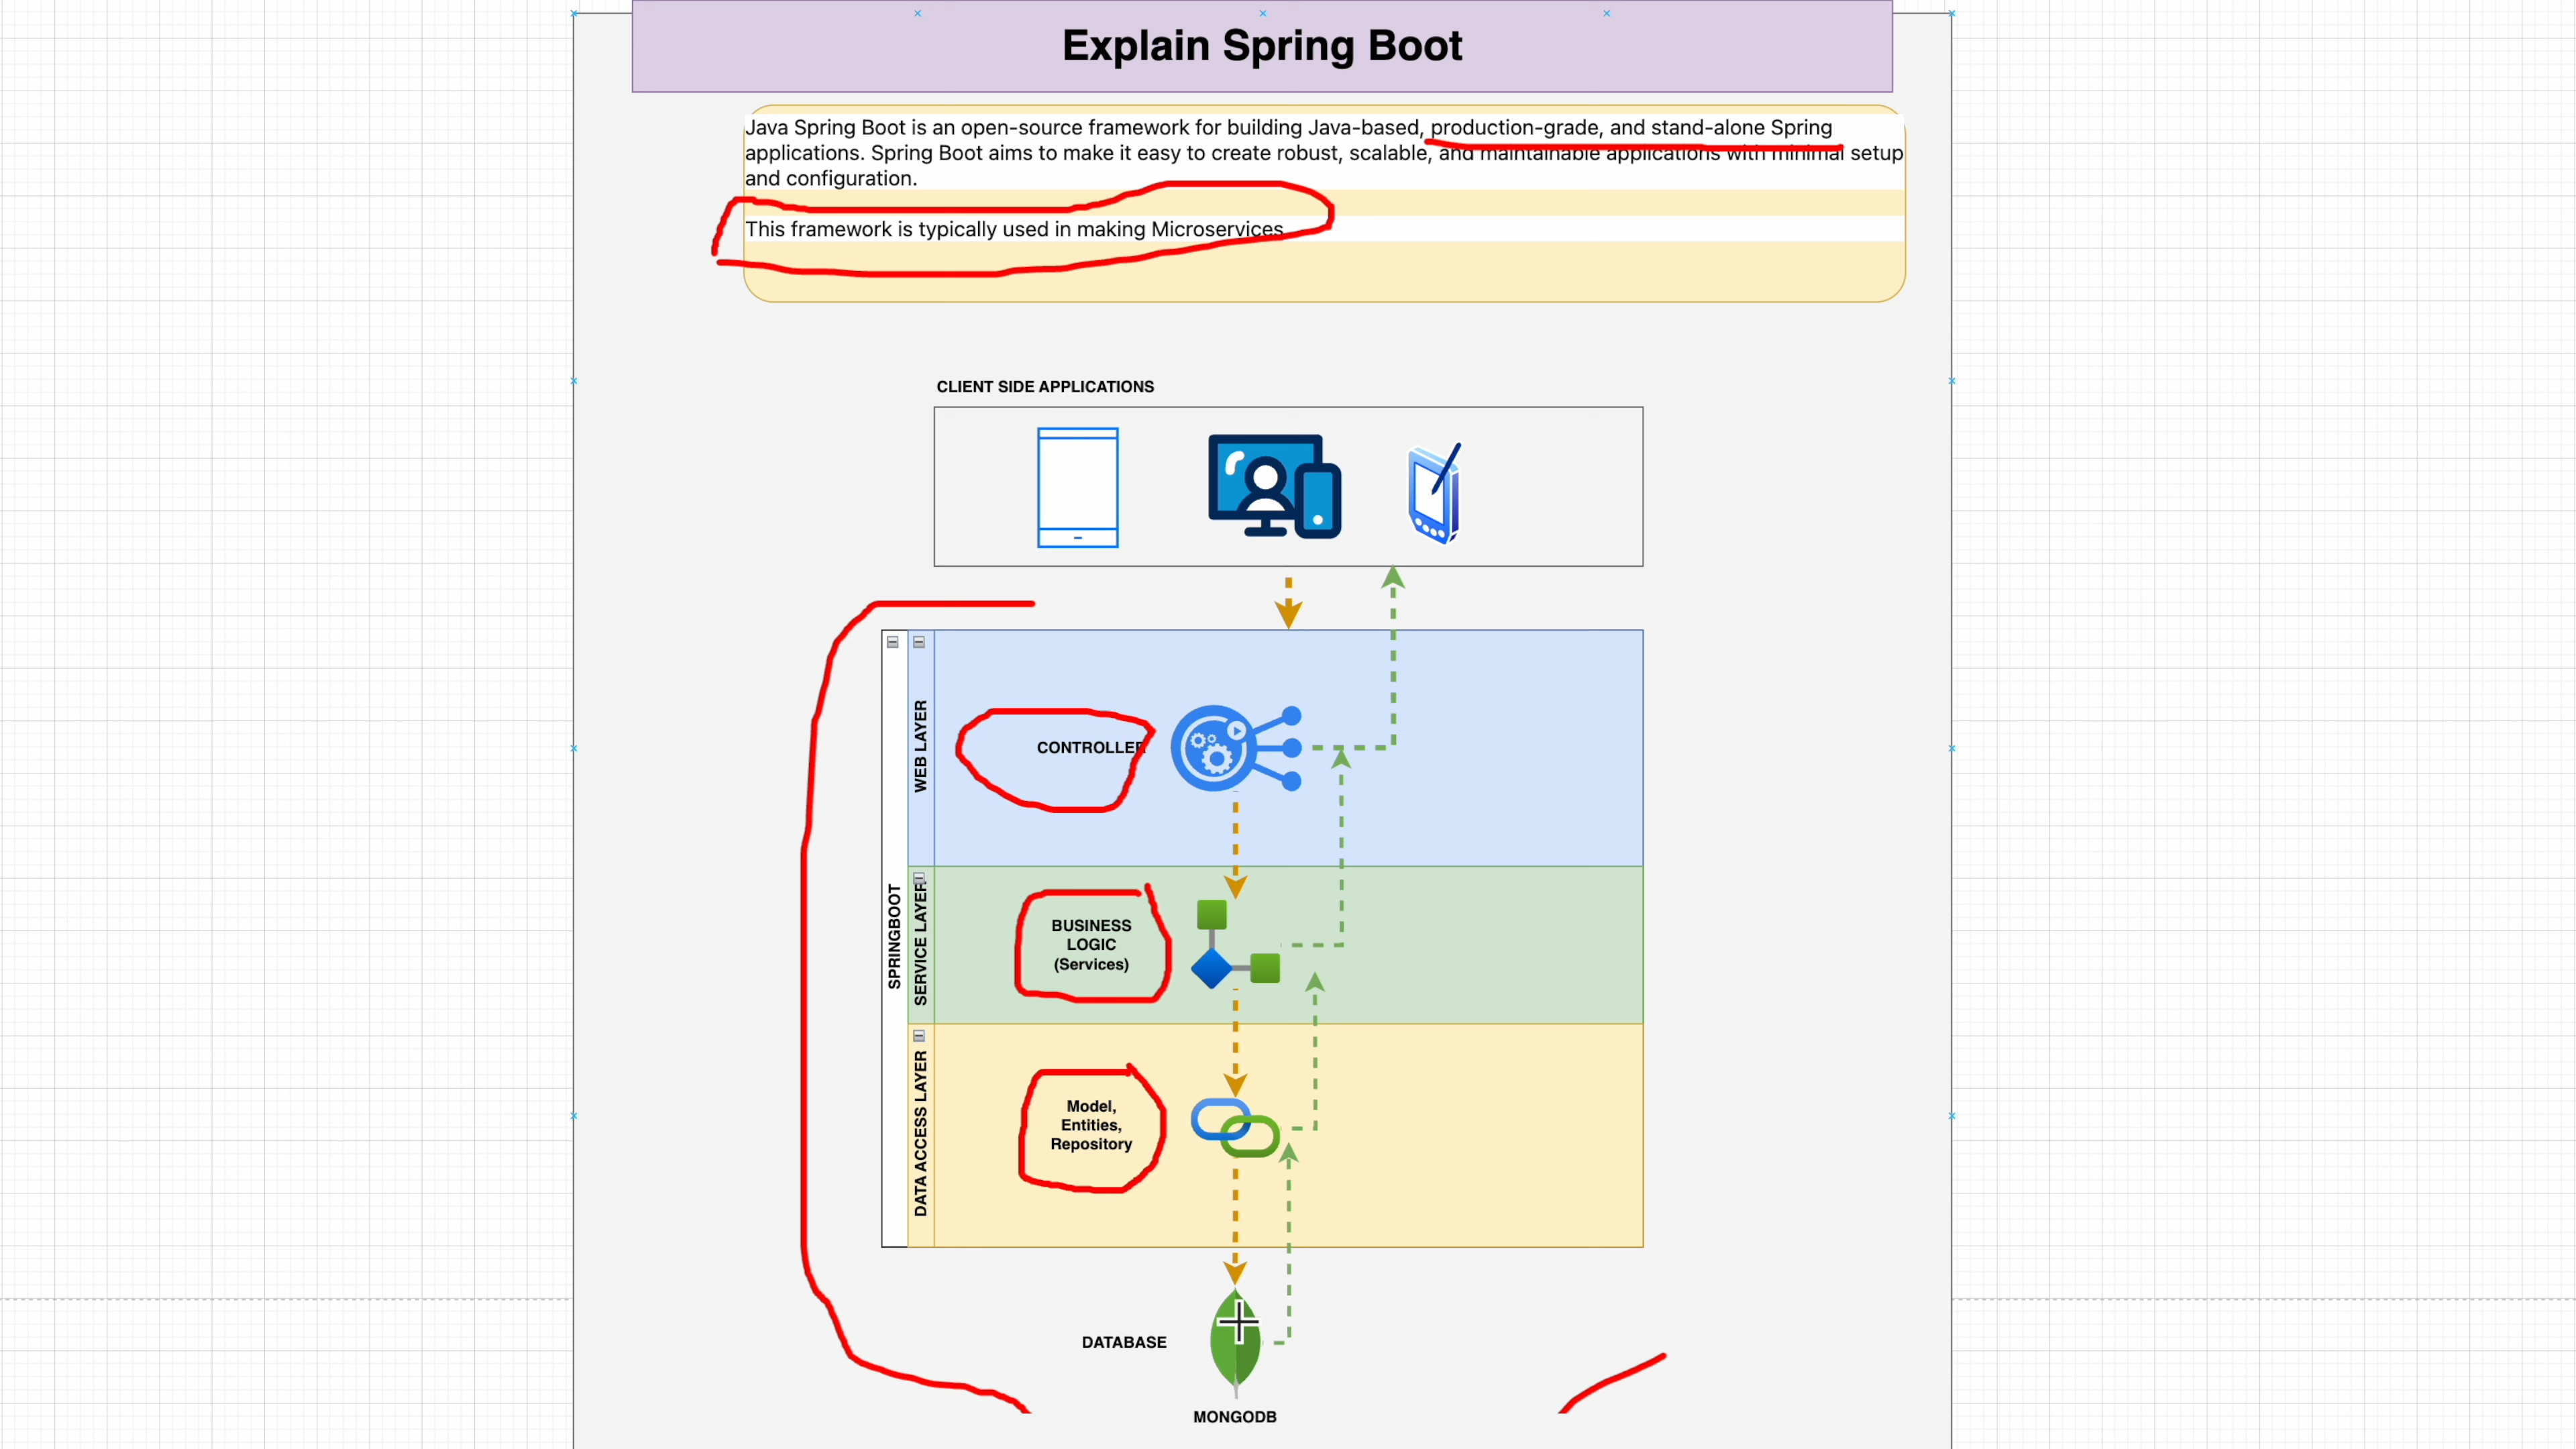 Explain Spring Boot
Java Spring Boot is an open-source framework for building Java-based, production-grade, and stand-alone Spring
applications. Spring Boot aims to make it easy to create robust, scalable, and maintainable applications with minimal setup
and configuration.
This framework is typically used in making Microservices
CLIENT SIDE APPLICATIONS
SPRINGBOOT
WEB LAYER
CONTROLLER
SERVICE LAYER
BUSINESS
LOGIC
(Services)
DATA ACCESS LAYER
Model,
Entities,
Repository
DATABASE
MONGODB